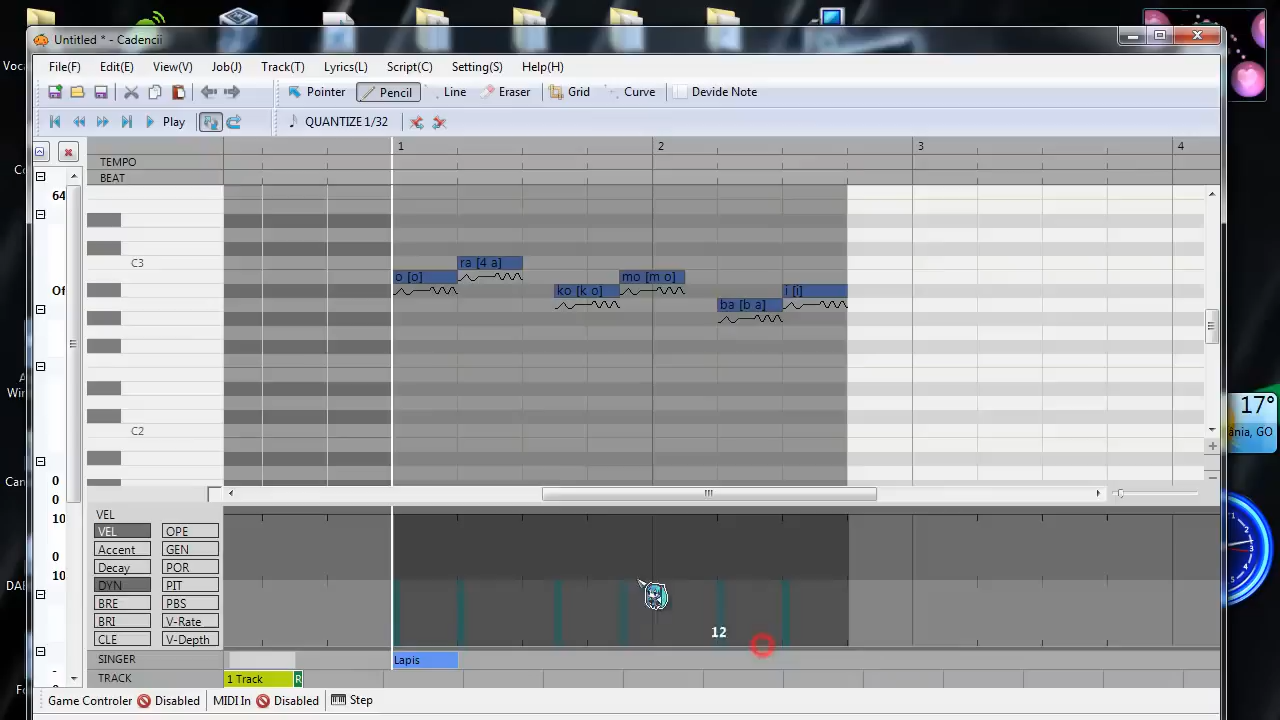 Untitled * - Cadencii
File(F) Edit(E) View(V) Job(J) Track(T) Lyrics(L) Script(C) Setting(S) Help(H)
Pointer Pencil Line Eraser Grid Curve Devide Note
Play QUANTIZE 1/32
1 2 3 4
TEMPO
BEAT
64
C3
ra [4 a]
o [o] mo [m o]
Of ko [k o] i [i]
ba [b a]
17°
C2
ânia, GO
0
0
10
0
10
VEL
VEL OPE
Accent GEN
Decay POR
DYN PIT
BRE PBS
BRI V-Rate
CLE V-Depth
12
SINGER Lapis
TRACK 1 Track R
Game Controler Disabled MIDI In Disabled Step